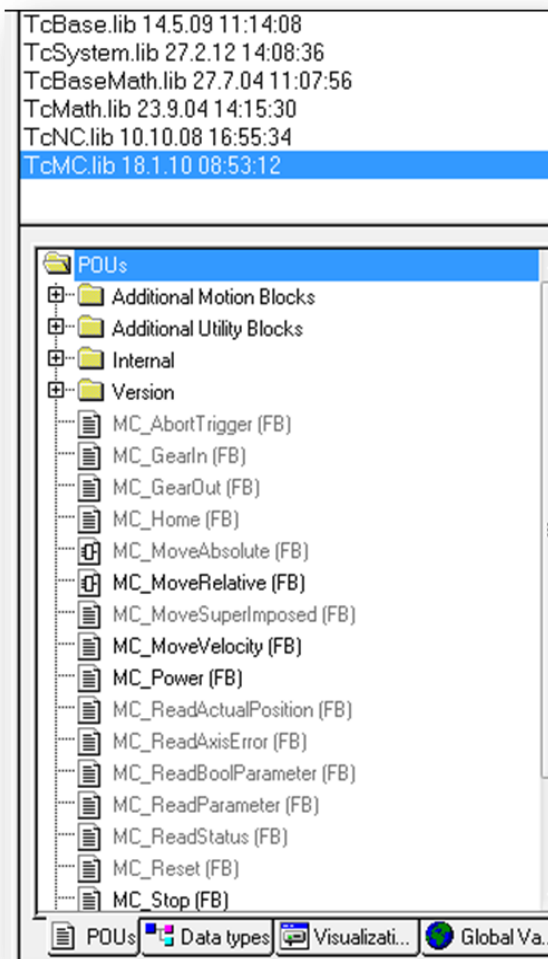 TcBase.lib 14.5.09 11:14:08
TcSystem.lib 27.2.12 14:08:36
TcBaseMath.lib 27.7.04 11:07:56
TcMath.lib 23.9.04 14:15:30
TcNC.lib 10.10.08 16:55:34
TcMC.lib 18.1.10 08:53:12
POUs
Additional Motion Blocks
Additional Utility Blocks
Internal
Version
MC_AbortTrigger (FB)
MC_GearIn (FB)
MC_GearOut (FB)
MC_Home (FB)
MC_MoveAbsolute (FB)
MC_MoveRelative (FB)
MC_MoveSuperImposed (FB)
MC_MoveVelocity (FB)
MC_Power (FB)
MC_ReadActualPosition (FB)
MC_ReadAxisError (FB)
MC_ReadBoolParameter (FB)
MC_ReadParameter (FB)
MC_ReadStatus (FB)
MC_Reset (FB)
MC_Stop (FB)
POUs Data types Visualizati... Global Va...